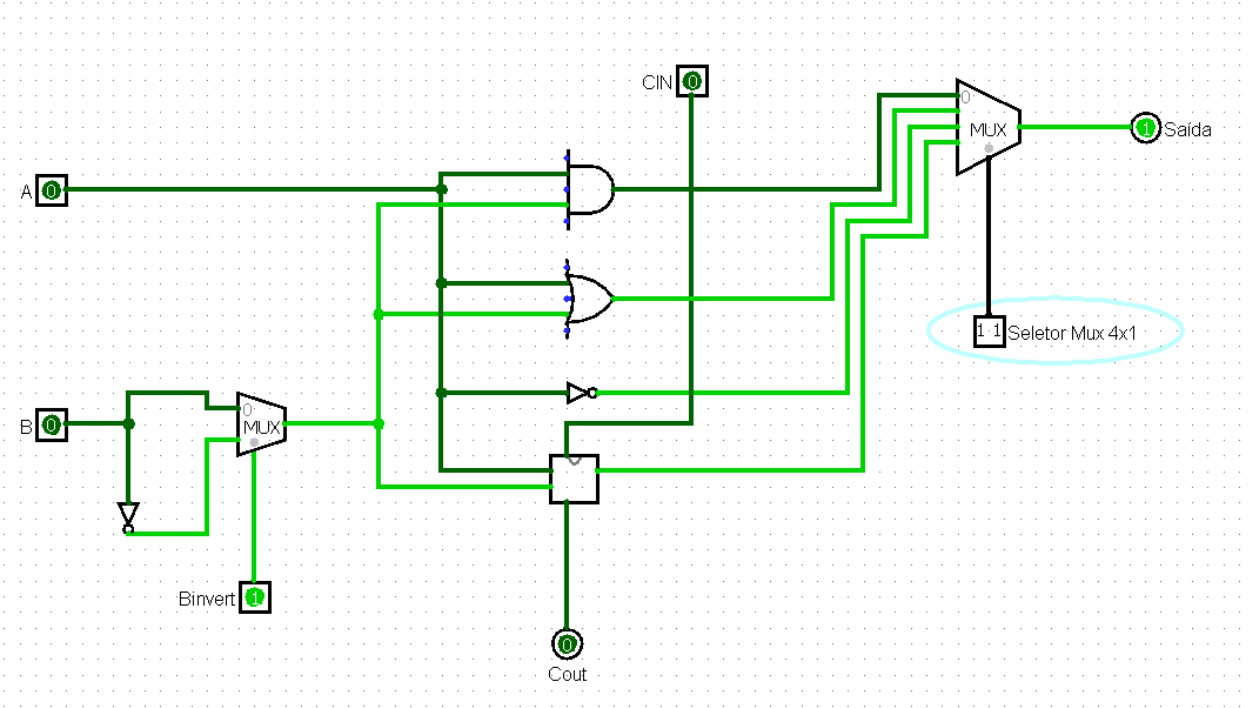 CIN 0
0 MUX
1 Saída
A 0
1 1 Seletor Mux 4x1
B 0
0 MUX
Binvert 1
0
Cout